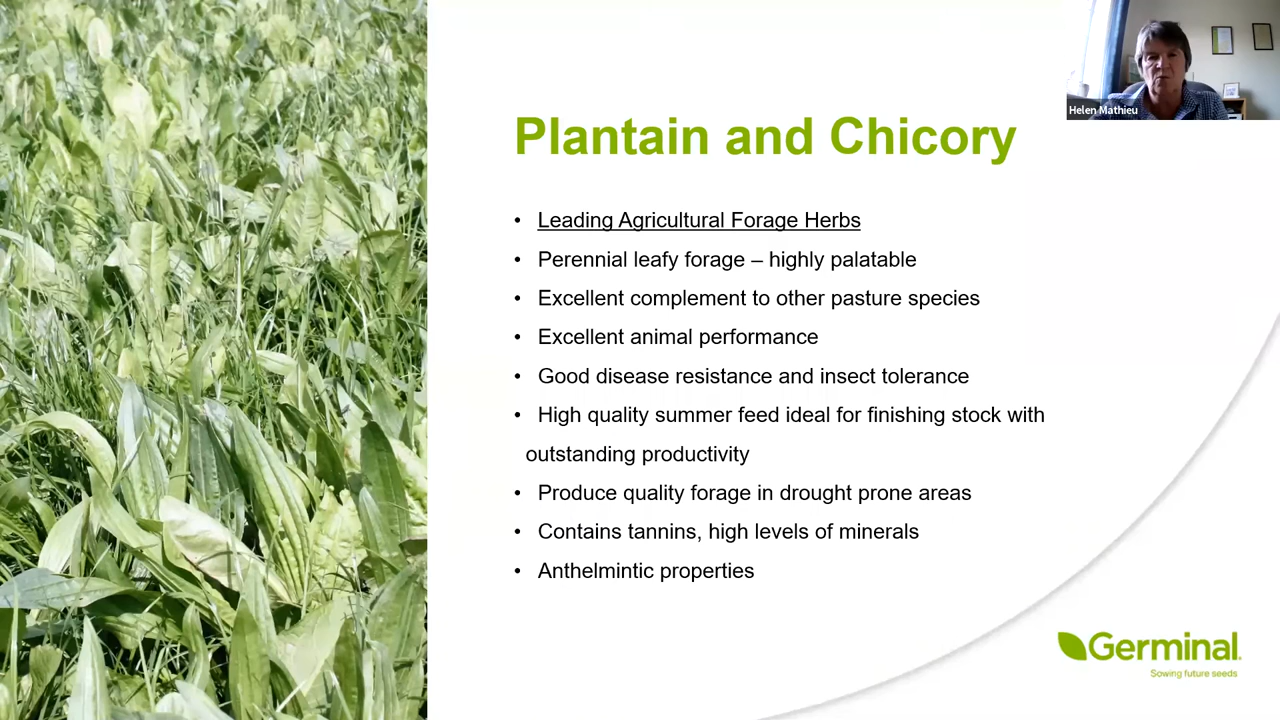 Helen Mathieu
Plantain and Chicory
• Leading Agricultural Forage Herbs
• Perennial leafy forage – highly palatable
• Excellent complement to other pasture species
• Excellent animal performance
• Good disease resistance and insect tolerance
• High quality summer feed ideal for finishing stock with
outstanding productivity
• Produce quality forage in drought prone areas
• Contains tannins, high levels of minerals
• Anthelmintic properties
Germinal.
Sowing future seeds